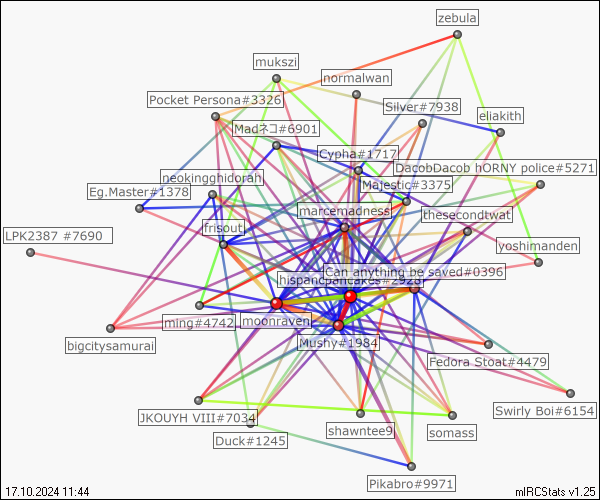 zebula
mukszi
normalwan
Pocket Persona#3326
Silver#7938
eliakith
Madネコ#6901
Cypha#1717
DacobDacob hORNY police#5271
neokingghidorah
Majestic#3375
Eg.Master#1378
marcemadness
thesecondtwat
frisouti
LPK2387 #7690
yoshimanden
Can anything be saved#0396
hispancpancakes#2928
ming#4742
moonraven
Mushy#1984
bigcitysamurai
Fedora Stoat#4479
JKOUYH VIII#7034
Swirly Boi#6154
shawntee9
somass
Duck#1245
Pikabro#9971
17.10.2024 11:44
mIRCStats v1.25